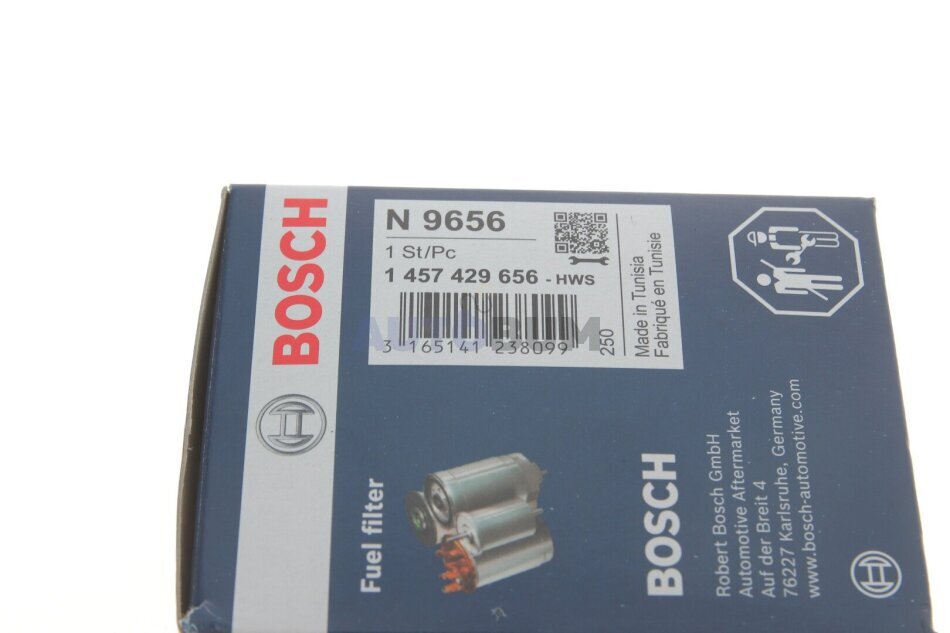 BOSCH
N 9656
1 St/Pc
1 457 429 656 - HWS
3 165141 238099
250
Made in Tunisia
Fabriqué en Tunisie
Fuel filter
BOSCH
Robert Bosch GmbH
Automotive Aftermarket
Auf der Breit 4
76227 Karlsruhe, Germany
www.bosch-automotive.com